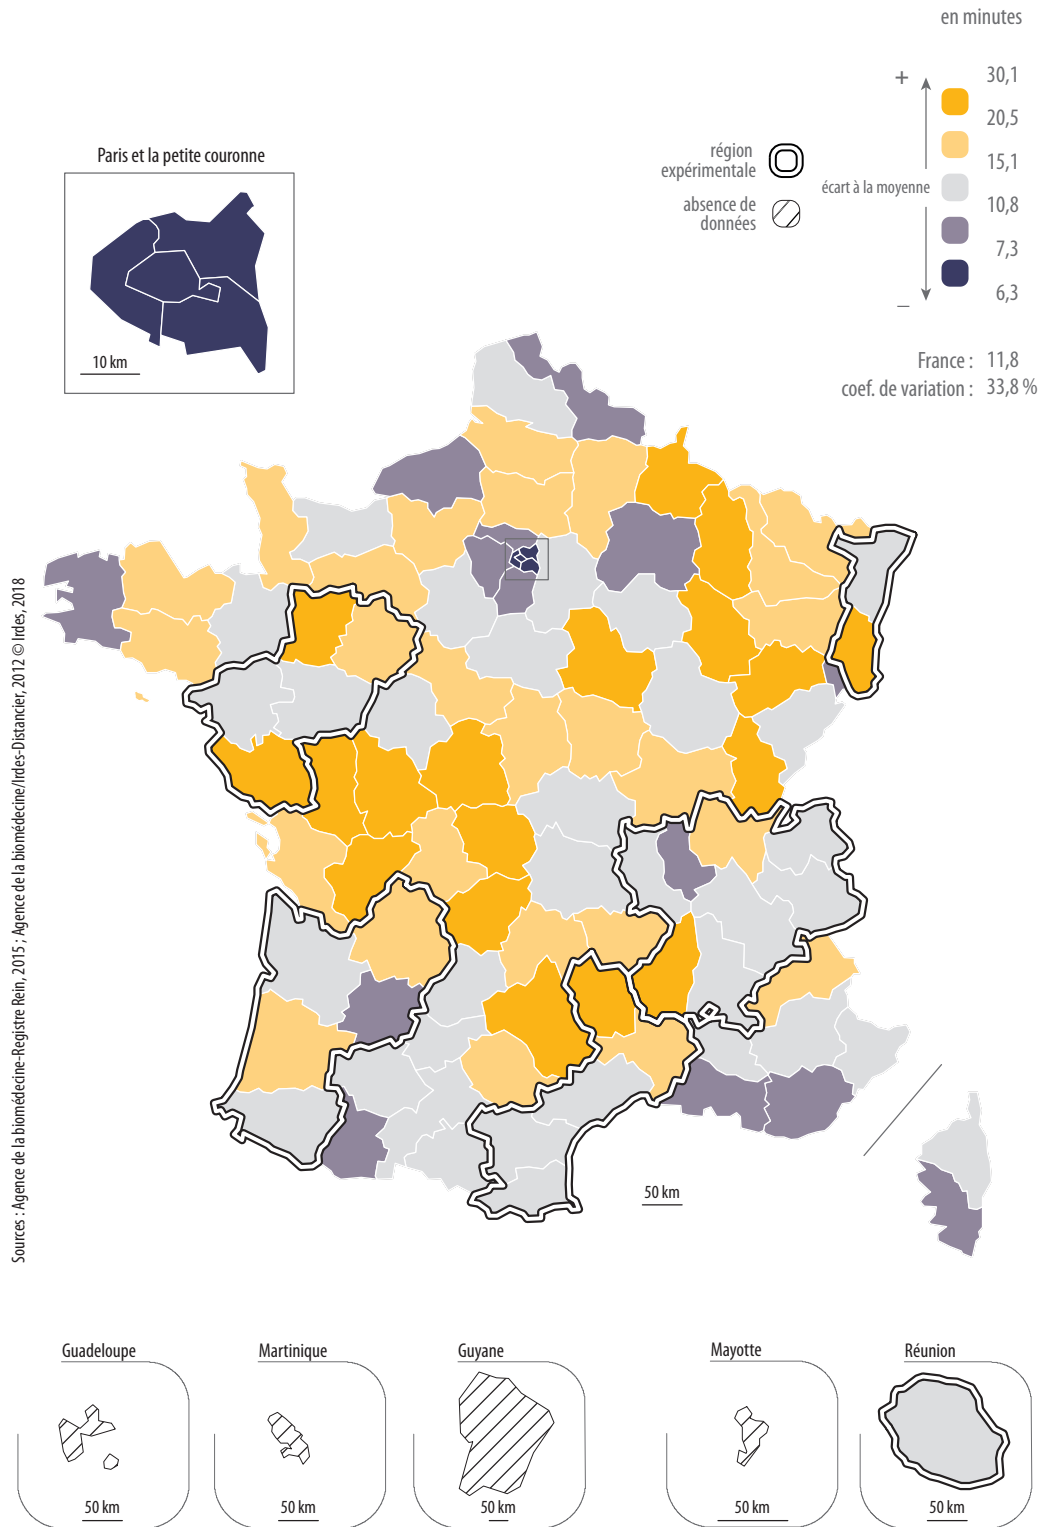 en minutes
+
30,1
20,5
15,1
10,8
7,3
6,3
–
écart à la moyenne
région
expérimentale
absence de
données
France : 11,8
coef. de variation : 33,8 %
Paris et la petite couronne
10 km
50 km
Sources : Agence de la biomédecine-Registre Rein, 2015 ; Agence de la biomédecine/Irdes-Distancier, 2012 © Irdes, 2018
Guadeloupe
50 km
Martinique
50 km
Guyane
50 km
Mayotte
50 km
Réunion
50 km